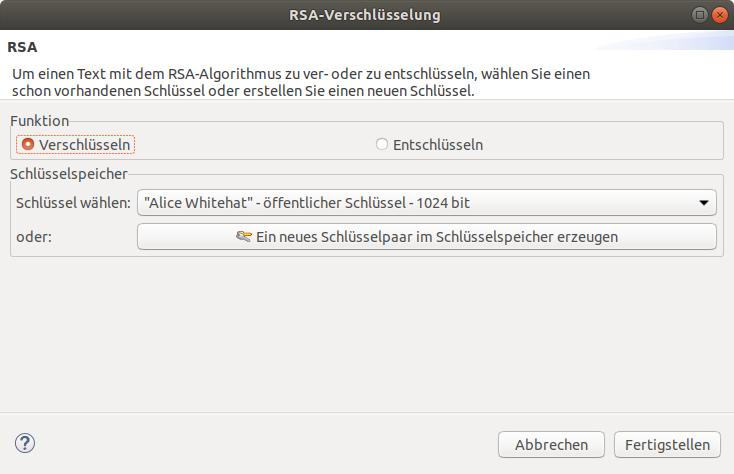 RSA-Verschlüsselung
RSA
Um einen Text mit dem RSA-Algorithmus zu ver- oder zu entschlüsseln, wählen Sie einen
schon vorhandenen Schlüssel oder erstellen Sie einen neuen Schlüssel.
Funktion
Verschlüsseln Entschlüsseln
Schlüsselspeicher
Schlüssel wählen: "Alice Whitehat" - öffentlicher Schlüssel - 1024 bit
oder: Ein neues Schlüsselpaar im Schlüsselspeicher erzeugen
? Abbrechen Fertigstellen